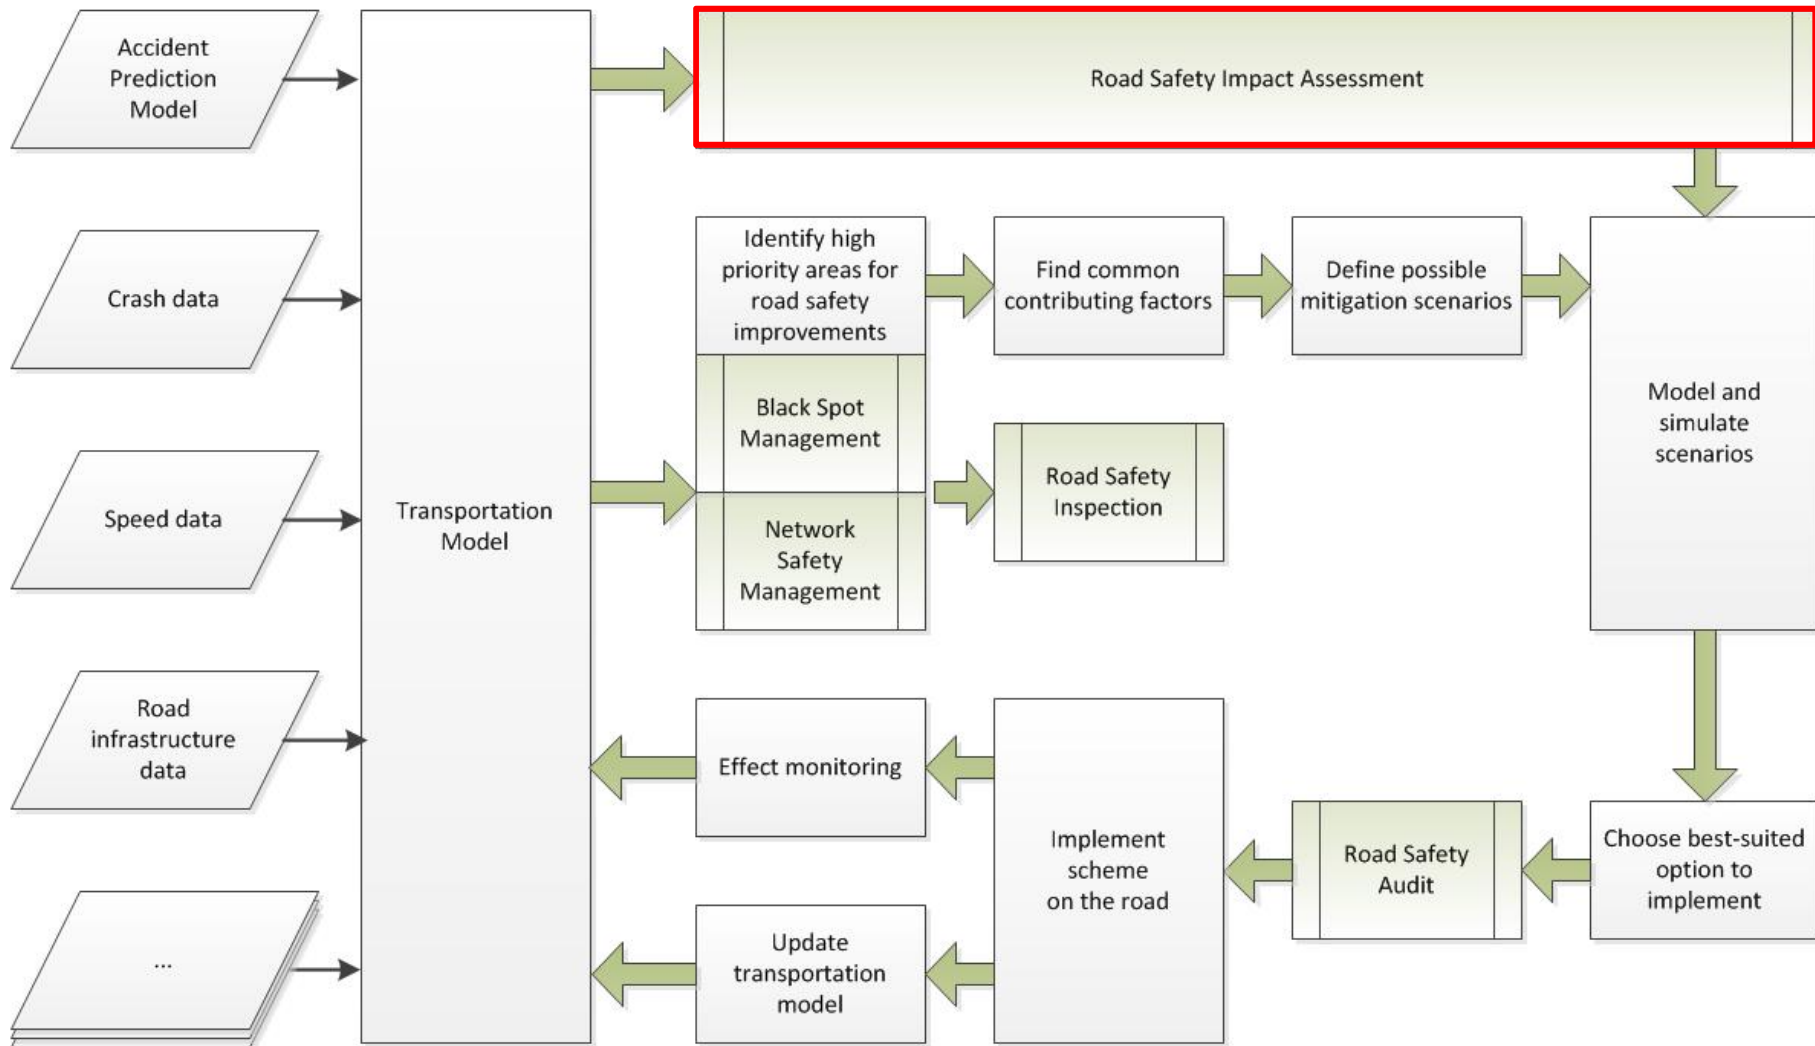 Accident
Prediction
Model
Road Safety Impact Assessment
Crash data
Identify high
priority areas for
road safety
improvements
Find common
contributing factors
Define possible
mitigation scenarios
Model and
simulate
scenarios
Black Spot
Management
Speed data
Transportation
Model
Road Safety
Inspection
Network
Safety
Management
Road
infrastructure
data
Effect monitoring
Implement
scheme
on the road
Road Safety
Audit
Choose best-suited
option to
implement
...
Update
transportation
model